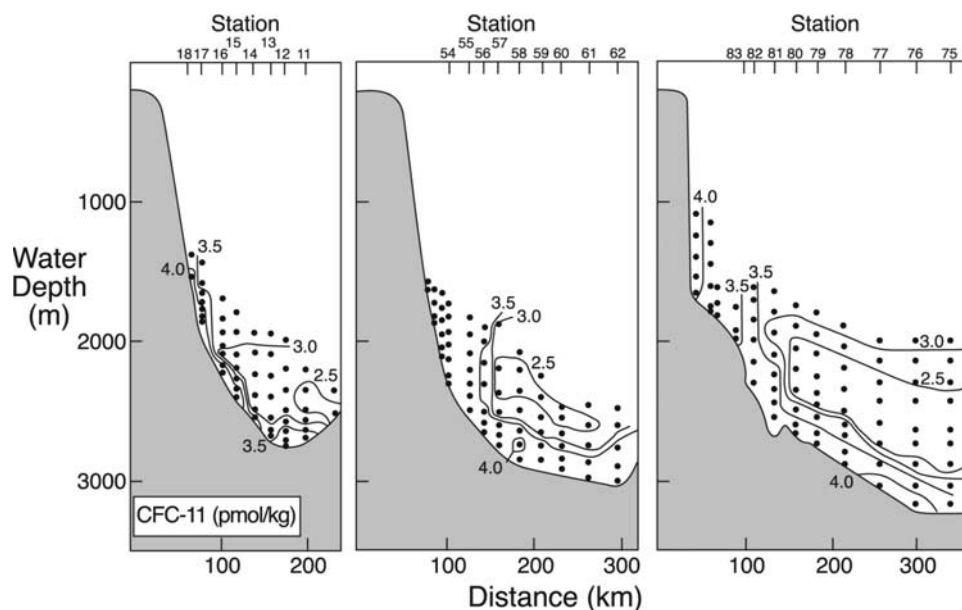 Station
18 17 16 15 14 13 12 11
Station
54 55 56 57 58 59 60 61 62
Station
83 82 81 80 79 78 77 76 75
Water
Depth
(m)
1000
2000
3000
4.0
3.5
3.0
2.5
3.5
3.5
3.0
2.5
4.0
4.0
3.5
3.5
3.0
2.5
4.0
CFC-11 (pmol/kg)
100 200
100 200 300
100 200 300
Distance (km)